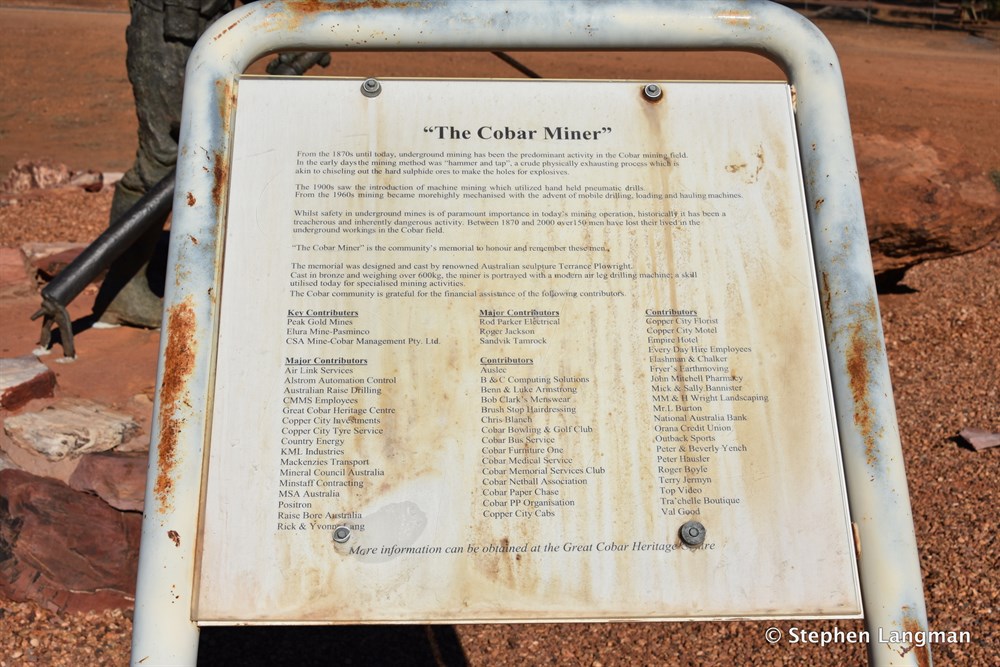 “The Cobar Miner”
From the 1870s until today, underground mining has been the predominant activity in the Cobar mining field.
In the early days the mining method was “hammer and tap”, a crude physically exhausting process which is
akin to chiseling out the hard sulphide ores to make the holes for explosives.
The 1900s saw the introduction of machine mining which utilized hand held pneumatic drills.
From the 1960s mining became morehighly mechanised with the advent of mobile drilling, loading and hauling machines.
Whilst safety in underground mines is of paramount importance in today's mining operation, historically it has been a
treacherous and inherently dangerous activity. Between 1870 and 2000 over150 men have lost their lived in the
underground workings in the Cobar field.
“The Cobar Miner” is the community's memorial to honour and remember these men.
The memorial was designed and cast by renowned Australian sculpture Terrance Plowright.
Cast in bronze and weighing over 600kg, the miner is portrayed with a modern air leg drilling machine; a skill
utilised today for specialised mining activities.
The Cobar community is grateful for the financial assistance of the following contributors.
Key Contributors
Peak Gold Mines
Elura Mine-Pasminco
CSA Mine-Cobar Management Pty. Ltd.
Major Contributors
Air Link Services
Alstrom Automation Control
Australian Raise Drilling
CMMS Employees
Great Cobar Heritage Centre
Copper City Investments
Copper City Tyre Service
Country Energy
KML Industries
Mackenzies Transport
Mineral Council Australia
Minstaff Contracting
MSA Australia
Positron
Raise Bore Australia
Rick & Yvonne Lang
Major Contributors
Rod Parker Electrical
Roger Jackson
Sandvik Tamrock
Contributors
Auslec
B & C Computing Solutions
Benn & Luke Armstrong
Bob Clark's Menswear
Brush Stop Hairdressing
Chris Blanch
Cobar Bowling & Golf Club
Cobar Bus Service
Cobar Furniture One
Cobar Medical Service
Cobar Memorial Services Club
Cobar Netball Association
Cobar Paper Chase
Cobar PP Organisation
Copper City Cabs
Contributors
Copper City Florist
Copper City Motel
Empire Hotel
Every Day Hire Employees
Flashman & Chalker
Fryer's Earthmoving
John Mitchell Pharmacy
Mick & Sally Bannister
MM & H Wright Landscaping
Mr.L Burton
National Australia Bank
Orana Credit Union
Outback Sports
Peter & Beverly Yench
Peter Hausler
Roger Boyle
Terry Jermyn
Top Video
Tra'chelle Boutique
Val Good
More information can be obtained at the Great Cobar Heritage Centre
© Stephen Langman